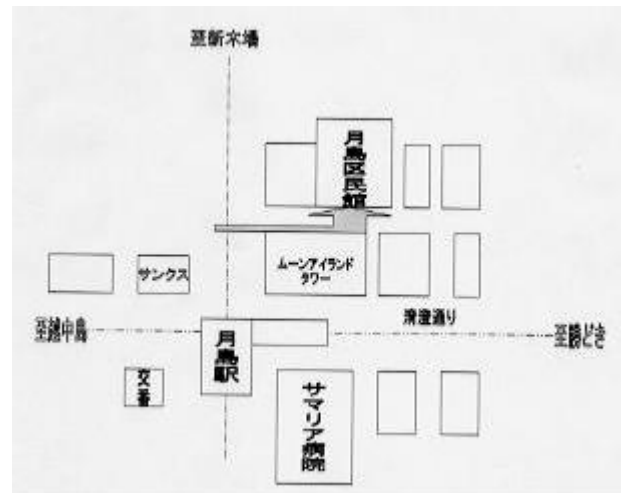 至新木場
月島区民館
サンクス
ムーンアイランド
タワー
清澄通り
至越中島
至勝どき
月島駅
交番
サマリア病院